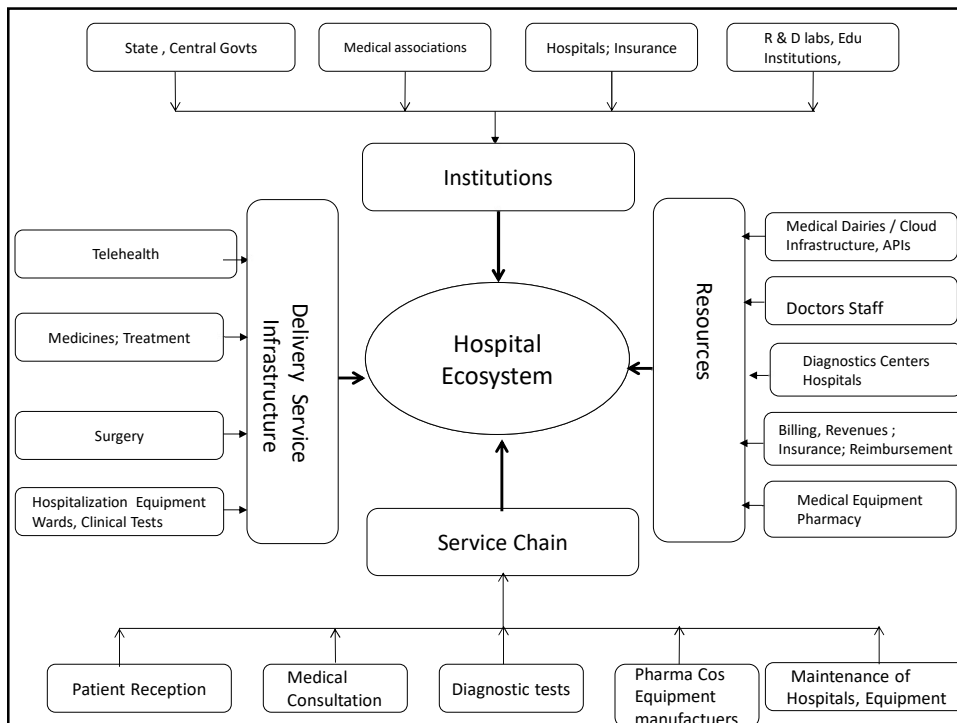 State , Central Govts
Medical associations
Hospitals; Insurance
R & D labs, Edu
Institutions,
Institutions
Telehealth
Medicines; Treatment
Surgery
Hospitalization Equipment
Wards, Clinical Tests
Delivery Service
Infrastructure
Hospital
Ecosystem
Resources
Medical Dairies / Cloud
Infrastructure, APIs
Doctors Staff
Diagnostics Centers
Hospitals
Billing, Revenues ;
Insurance; Reimbursement
Medical Equipment
Pharmacy
Service Chain
Patient Reception
Medical
Consultation
Diagnostic tests
Pharma Cos
Equipment
manufactuers
Maintenance of
Hospitals, Equipment